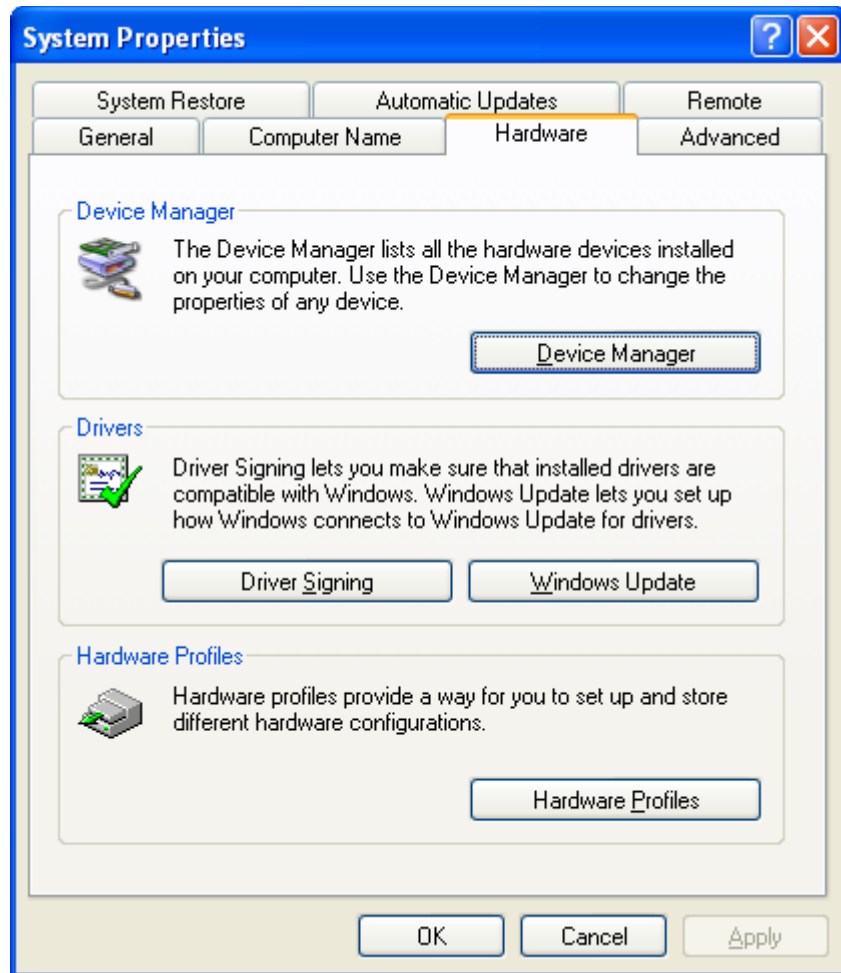 System Properties
System Restore
Automatic Updates
Remote
General
Computer Name
Hardware
Advanced
Device Manager
The Device Manager lists all the hardware devices installed
on your computer. Use the Device Manager to change the
properties of any device.
Device Manager
Drivers
Driver Signing lets you make sure that installed drivers are
compatible with Windows. Windows Update lets you set up
how Windows connects to Windows Update for drivers.
Driver Signing
Windows Update
Hardware Profiles
Hardware profiles provide a way for you to set up and store
different hardware configurations.
Hardware Profiles
OK
Cancel
Apply